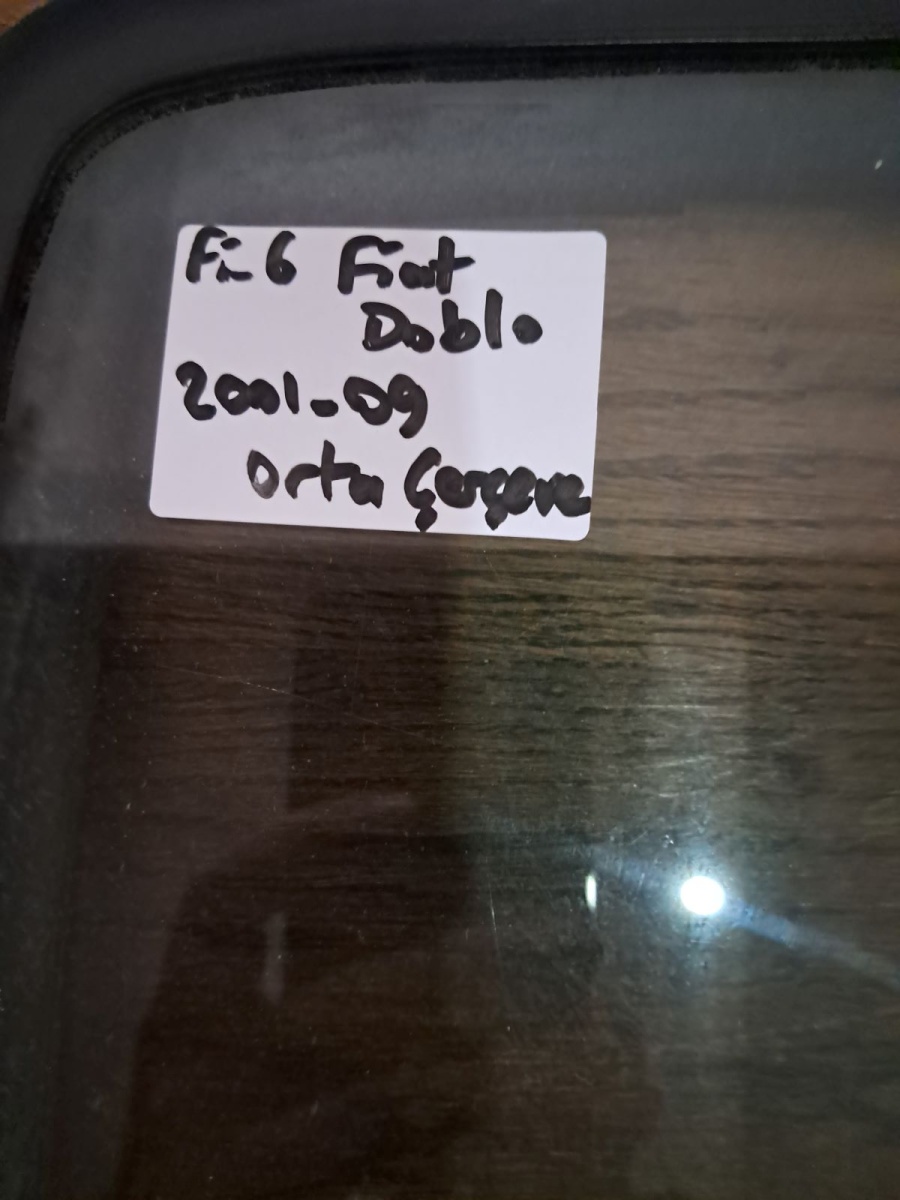 Fi-6 Fiat
Doblo
2001-09
Orta Çerçeve